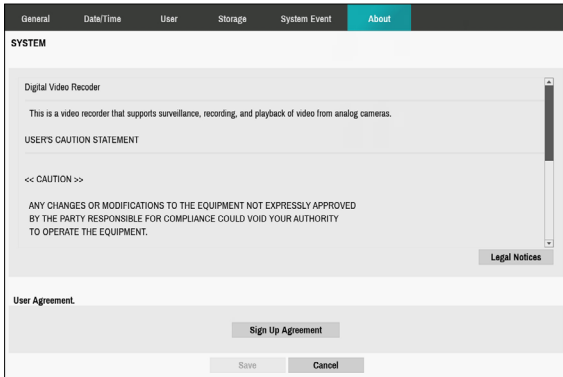 General Date/Time User Storage System Event About
SYSTEM
Digital Video Recoder
This is a video recorder that supports surveillance, recording, and playback of video from analog cameras.
USER'S CAUTION STATEMENT
<< CAUTION >>
ANY CHANGES OR MODIFICATIONS TO THE EQUIPMENT NOT EXPRESSLY APPROVED
BY THE PARTY RESPONSIBLE FOR COMPLIANCE COULD VOID YOUR AUTHORITY
TO OPERATE THE EQUIPMENT.
Legal Notices
User Agreement.
Sign Up Agreement
Save Cancel